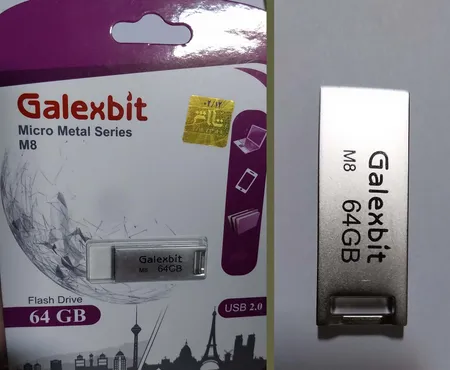 Galexbit
Micro Metal Series
M8
Galexbit
M8 64GB
Flash Drive
64 GB
USB 2.0
Galexbit
M8 64GB